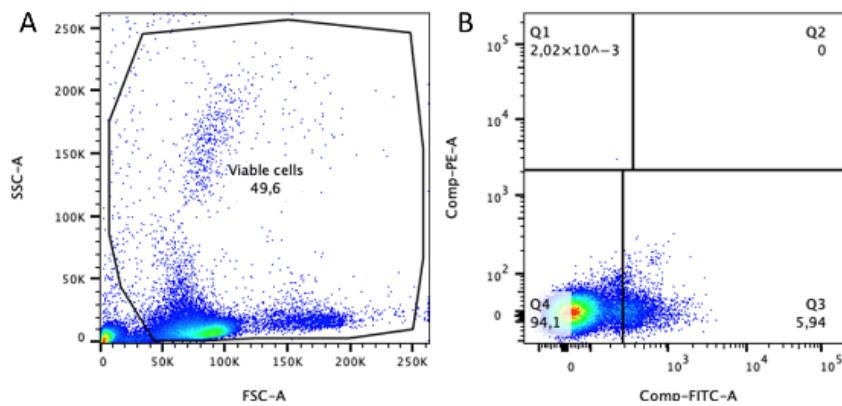 A
250K
200K
150K
100K
50K
0
SSC-A
Viable cells
49,6
0K
50K
100K
150K
200K
250K
FSC-A
B
Q1
2,02×10^−3
Q2
0
10^5
10^4
10^3
10^2
0
Comp-PE-A
Q4
94,1
Q3
5,94
0
10^3
10^4
10^5
Comp-FITC-A